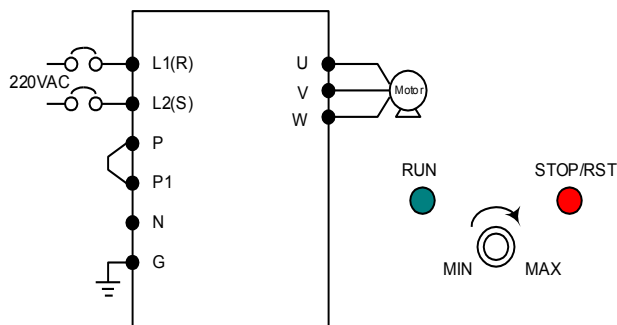 220VAC
L1(R)
L2(S)
P
P1
N
G
U
V
W
Motor
RUN
STOP/RST
MIN
MAX